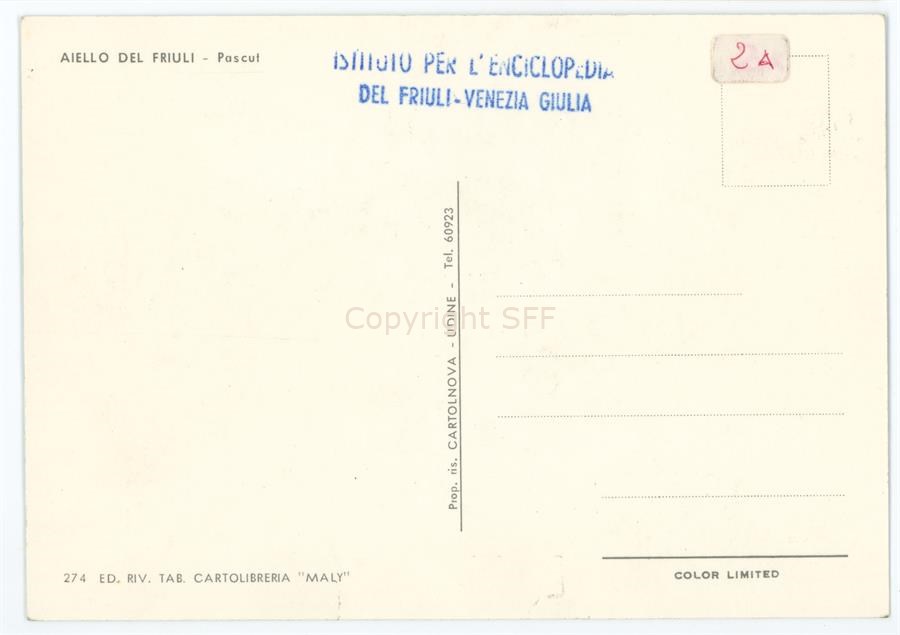 AIELLO DEL FRIULI - Pascut
ISTITUTO PER L'ENCICLOPEDIA
DEL FRIULI-VENEZIA GIULIA
2A
Prop. ris. CARTOLNOVA - UDINE - Tel. 60923
Copyright SFF
274 ED. RIV. TAB. CARTOLIBRERIA "MALY"
COLOR LIMITED